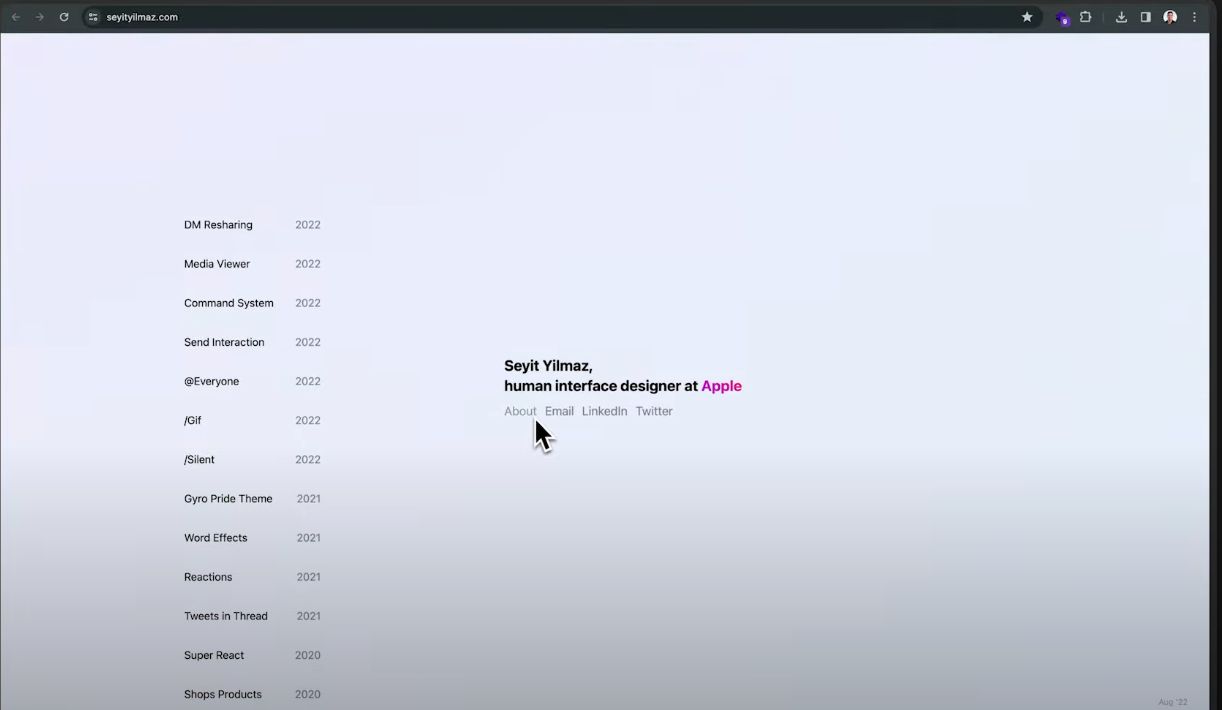 seyityilmaz.com
9
DM Resharing 2022
Media Viewer 2022
Command System 2022
Send Interaction 2022
@Everyone 2022
/Gif 2022
/Silent 2022
Gyro Pride Theme 2021
Word Effects 2021
Reactions 2021
Tweets in Thread 2021
Super React 2020
Shops Products 2020
Seyit Yilmaz,
human interface designer at Apple
About Email LinkedIn Twitter
Aug '22